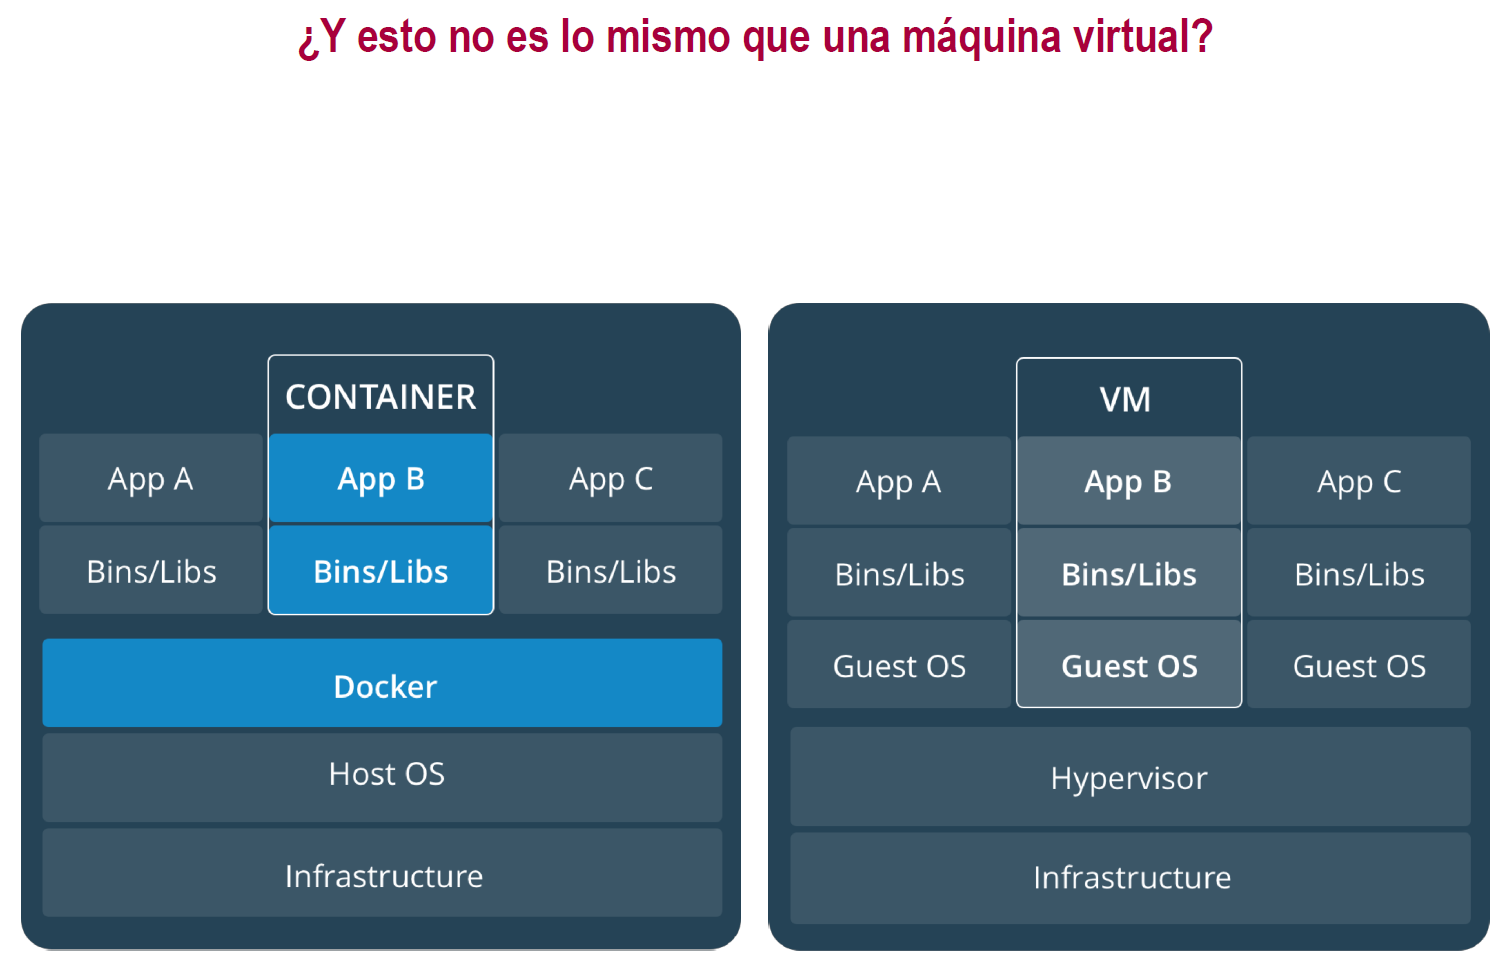 ¿Y esto no es lo mismo que una máquina virtual?
CONTAINER
App A
App B
App C
Bins/Libs
Bins/Libs
Bins/Libs
Docker
Host OS
Infrastructure
VM
App A
App B
App C
Bins/Libs
Bins/Libs
Bins/Libs
Guest OS
Guest OS
Guest OS
Hypervisor
Infrastructure